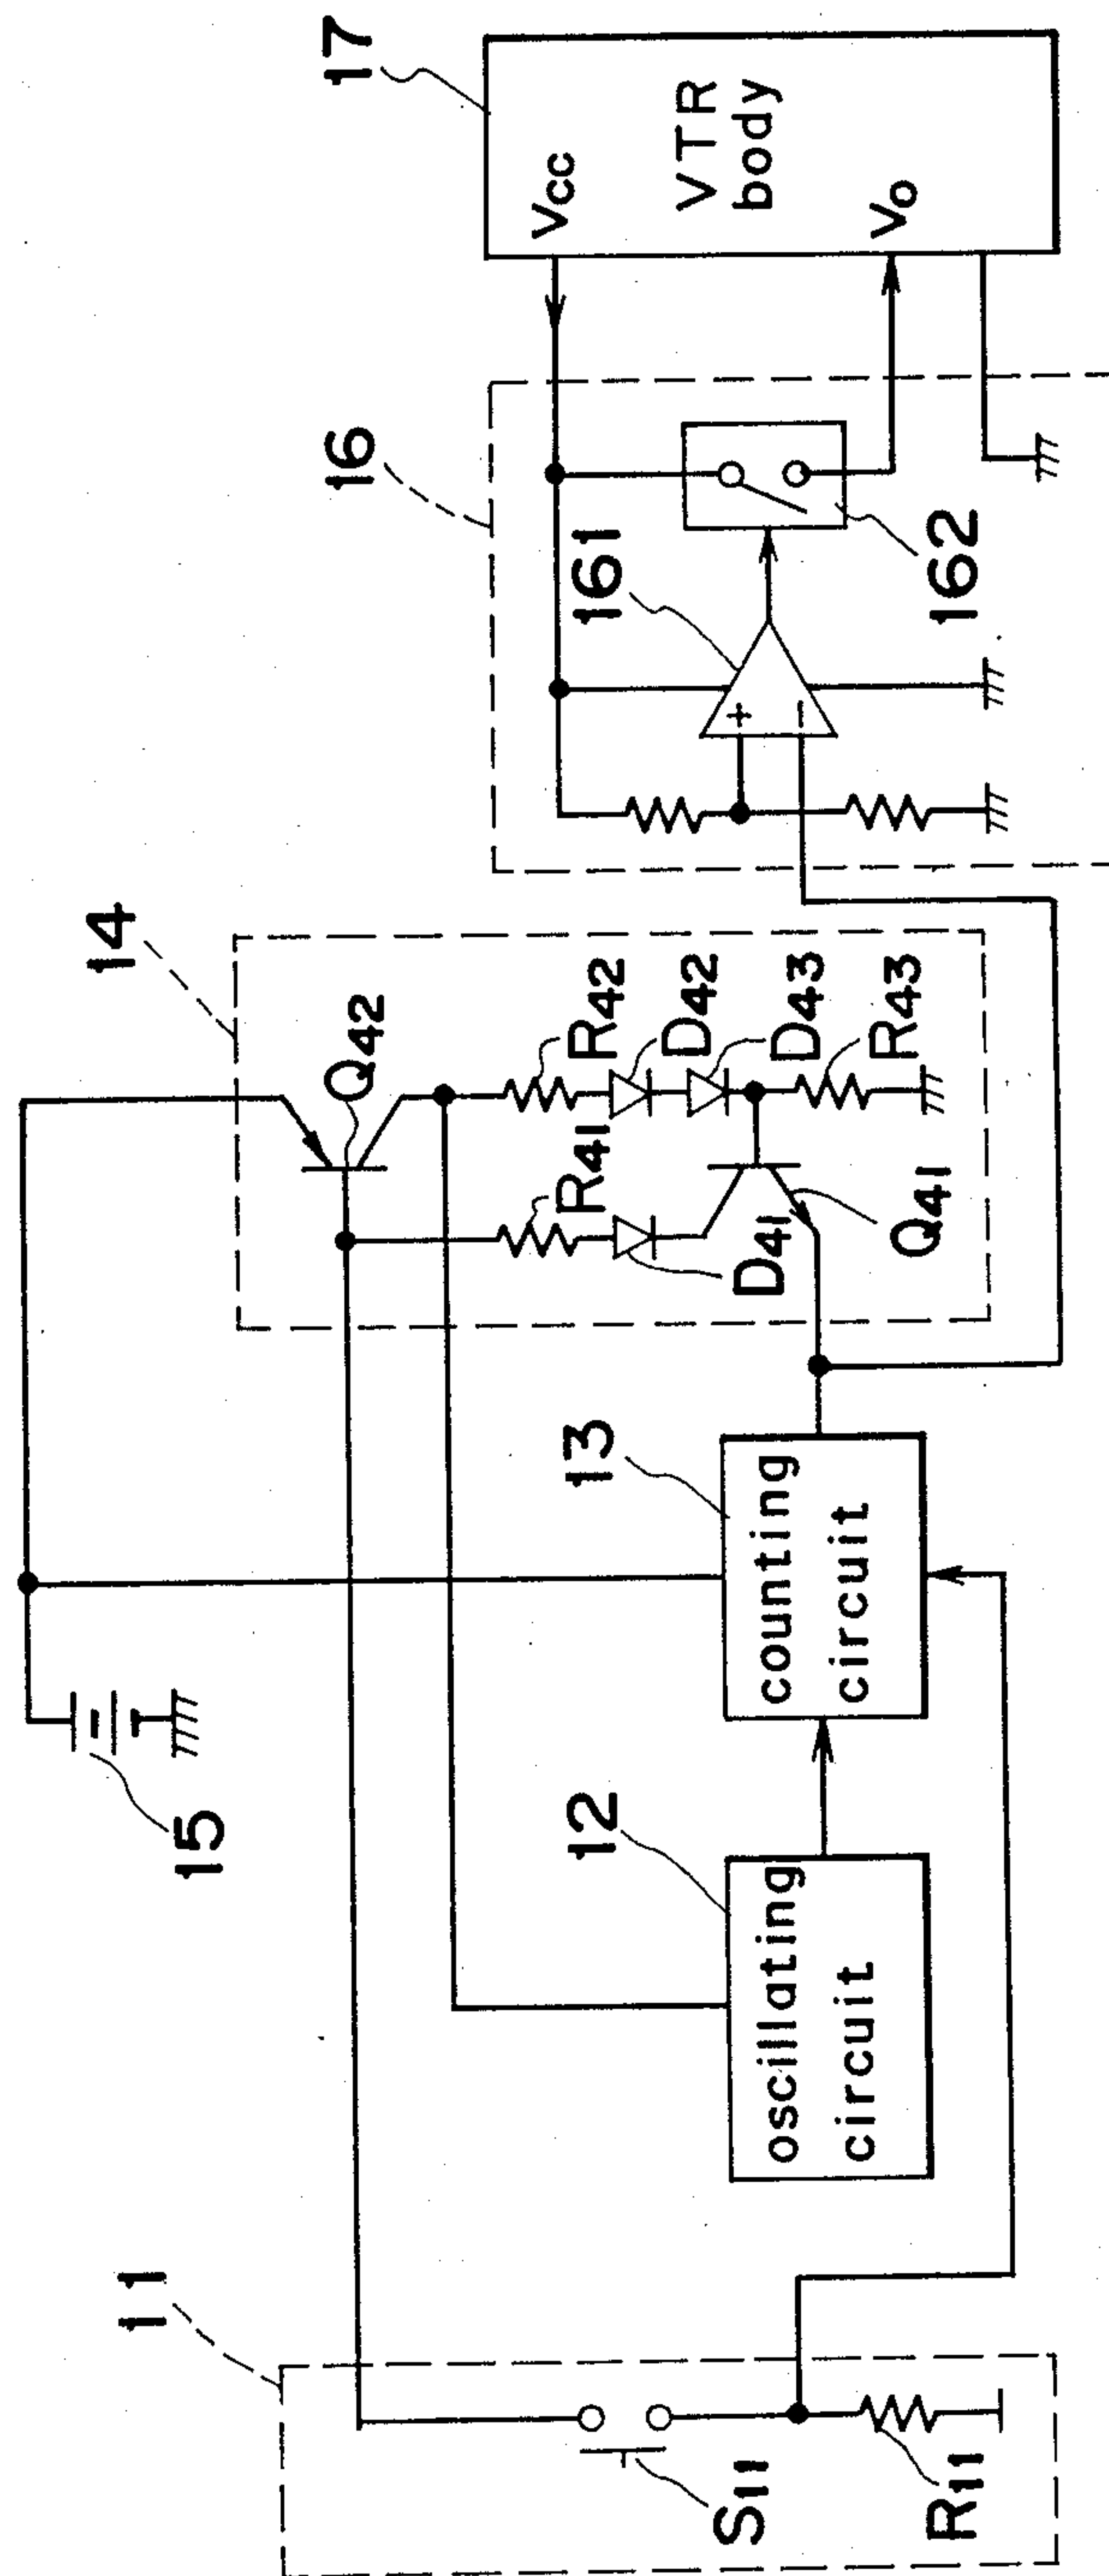 11
S11
R11
12
oscillating
circuit
15
13
counting
circuit
14
Q42
R41
D41
Q41
R42
D42
D43
R43
16
161
+
−
162
17
Vcc
VTR
body
Vo